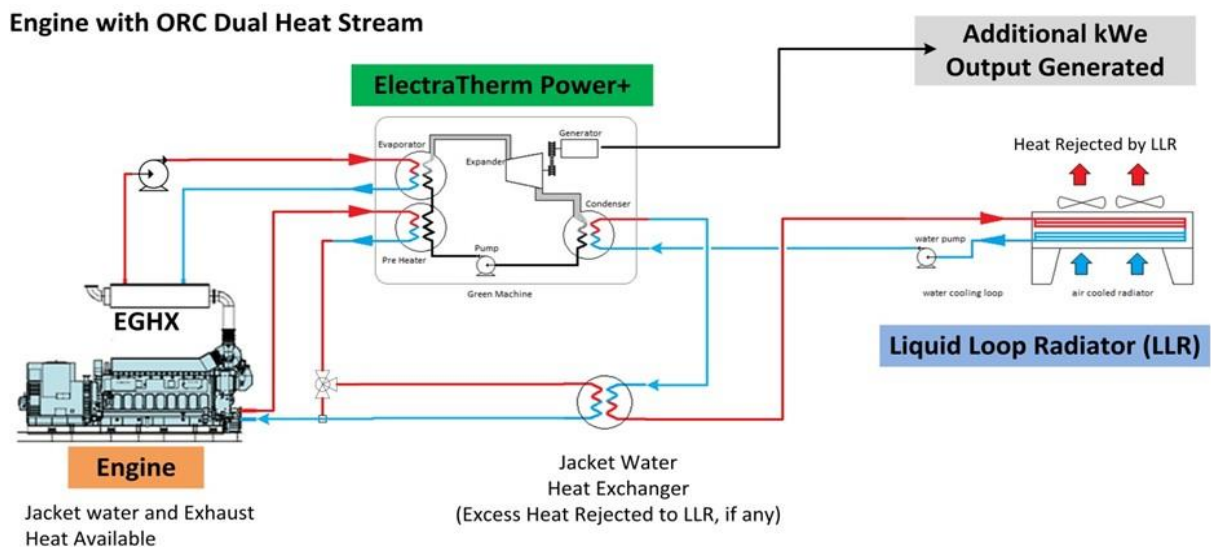 Engine with ORC Dual Heat Stream
Additional kWe
Output Generated
ElectraTherm Power+
Evaporator
Generator
Expander
Condenser
Pre Heater
Pump
Green Machine
Heat Rejected by LLR
water pump
water cooling loop
air cooled radiator
Liquid Loop Radiator (LLR)
EGHX
Engine
Jacket water and Exhaust
Heat Available
Jacket Water
Heat Exchanger
(Excess Heat Rejected to LLR, if any)